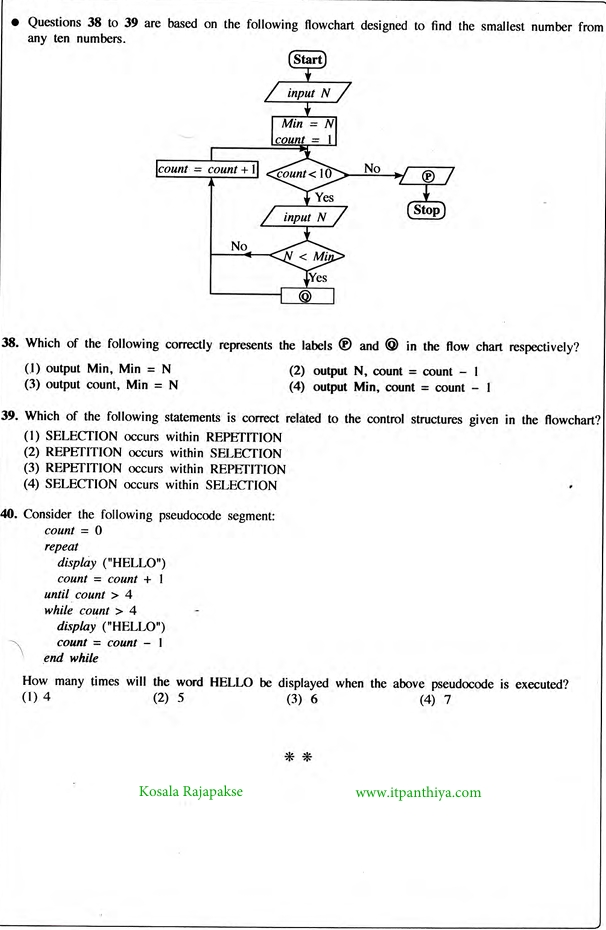 ● Questions 38 to 39 are based on the following flowchart designed to find the smallest number from
any ten numbers.
Start
input N
Min = N
count = 1
count = count + 1
count < 10
No
Ⓟ
Yes
Stop
input N
No
N < Min
Yes
Ⓠ
38. Which of the following correctly represents the labels Ⓟ and Ⓠ in the flow chart respectively?
(1) output Min, Min = N (2) output N, count = count − 1
(3) output count, Min = N (4) output Min, count = count − 1
39. Which of the following statements is correct related to the control structures given in the flowchart?
(1) SELECTION occurs within REPETITION
(2) REPETITION occurs within SELECTION
(3) REPETITION occurs within REPETITION
(4) SELECTION occurs within SELECTION
40. Consider the following pseudocode segment:
count = 0
repeat
display ("HELLO")
count = count + 1
until count > 4
while count > 4
display ("HELLO")
count = count − 1
end while
How many times will the word HELLO be displayed when the above pseudocode is executed?
(1) 4 (2) 5 (3) 6 (4) 7
** 
Kosala Rajapakse www.itpanthiya.com